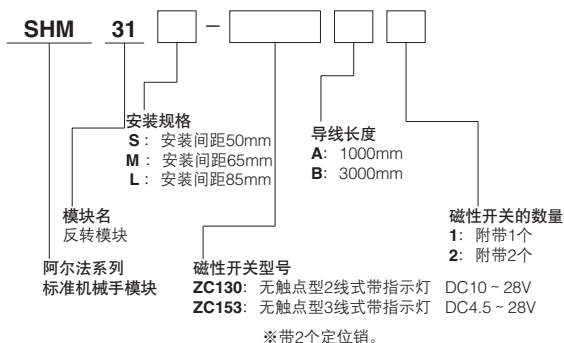 SHM 31 –
安装规格
S： 安装间距50mm
M： 安装间距65mm
L： 安装间距85mm
导线长度
A： 1000mm
B： 3000mm
模块名
反转模块
磁性开关的数量
1： 附带1个
2： 附带2个
阿尔法系列
标准机械手模块
磁性开关型号
ZC130： 无触点型2线式带指示灯 DC10～28V
ZC153： 无触点型3线式带指示灯 DC4.5～28V
※带2个定位销。